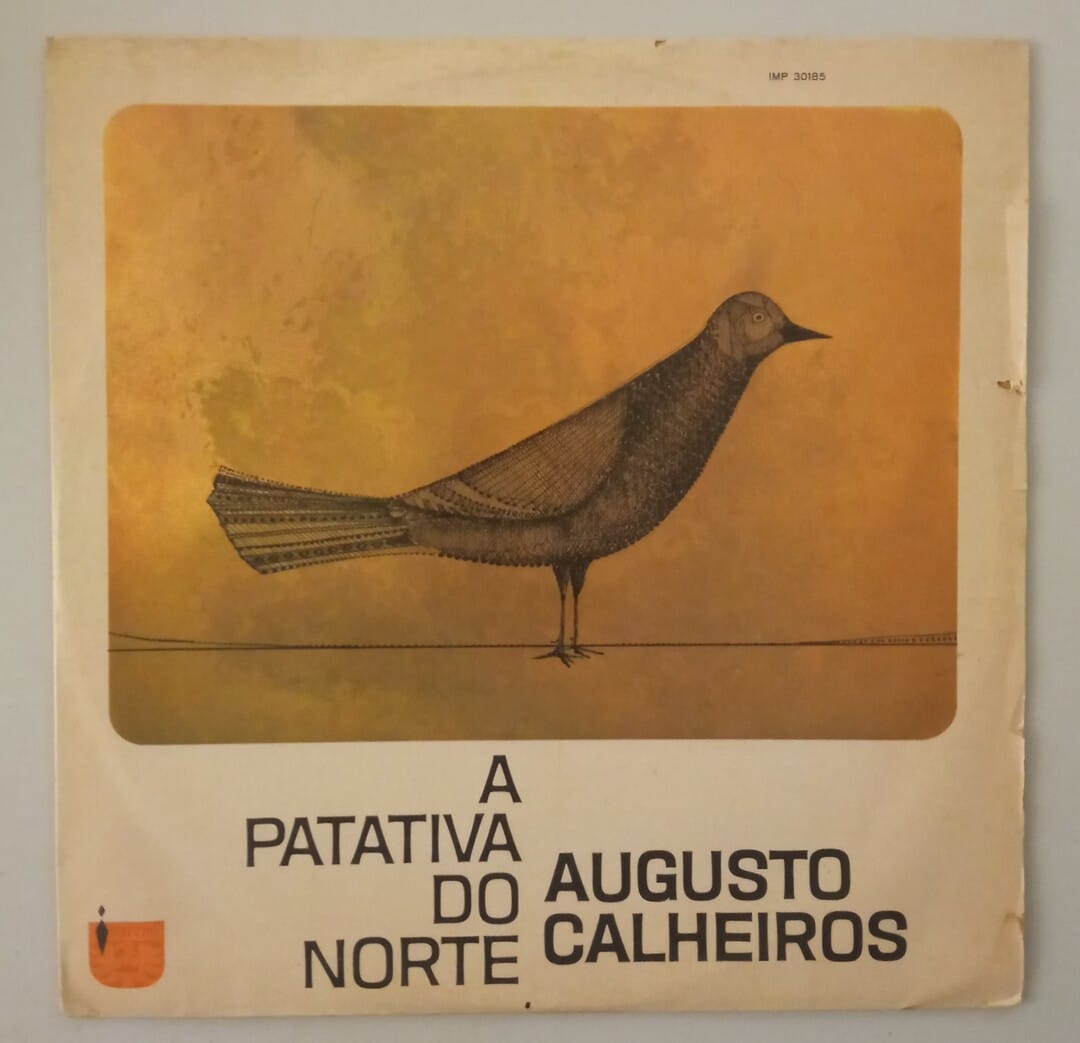 IMP 30185
A
PATATIVA
DO
NORTE
AUGUSTO
CALHEIROS